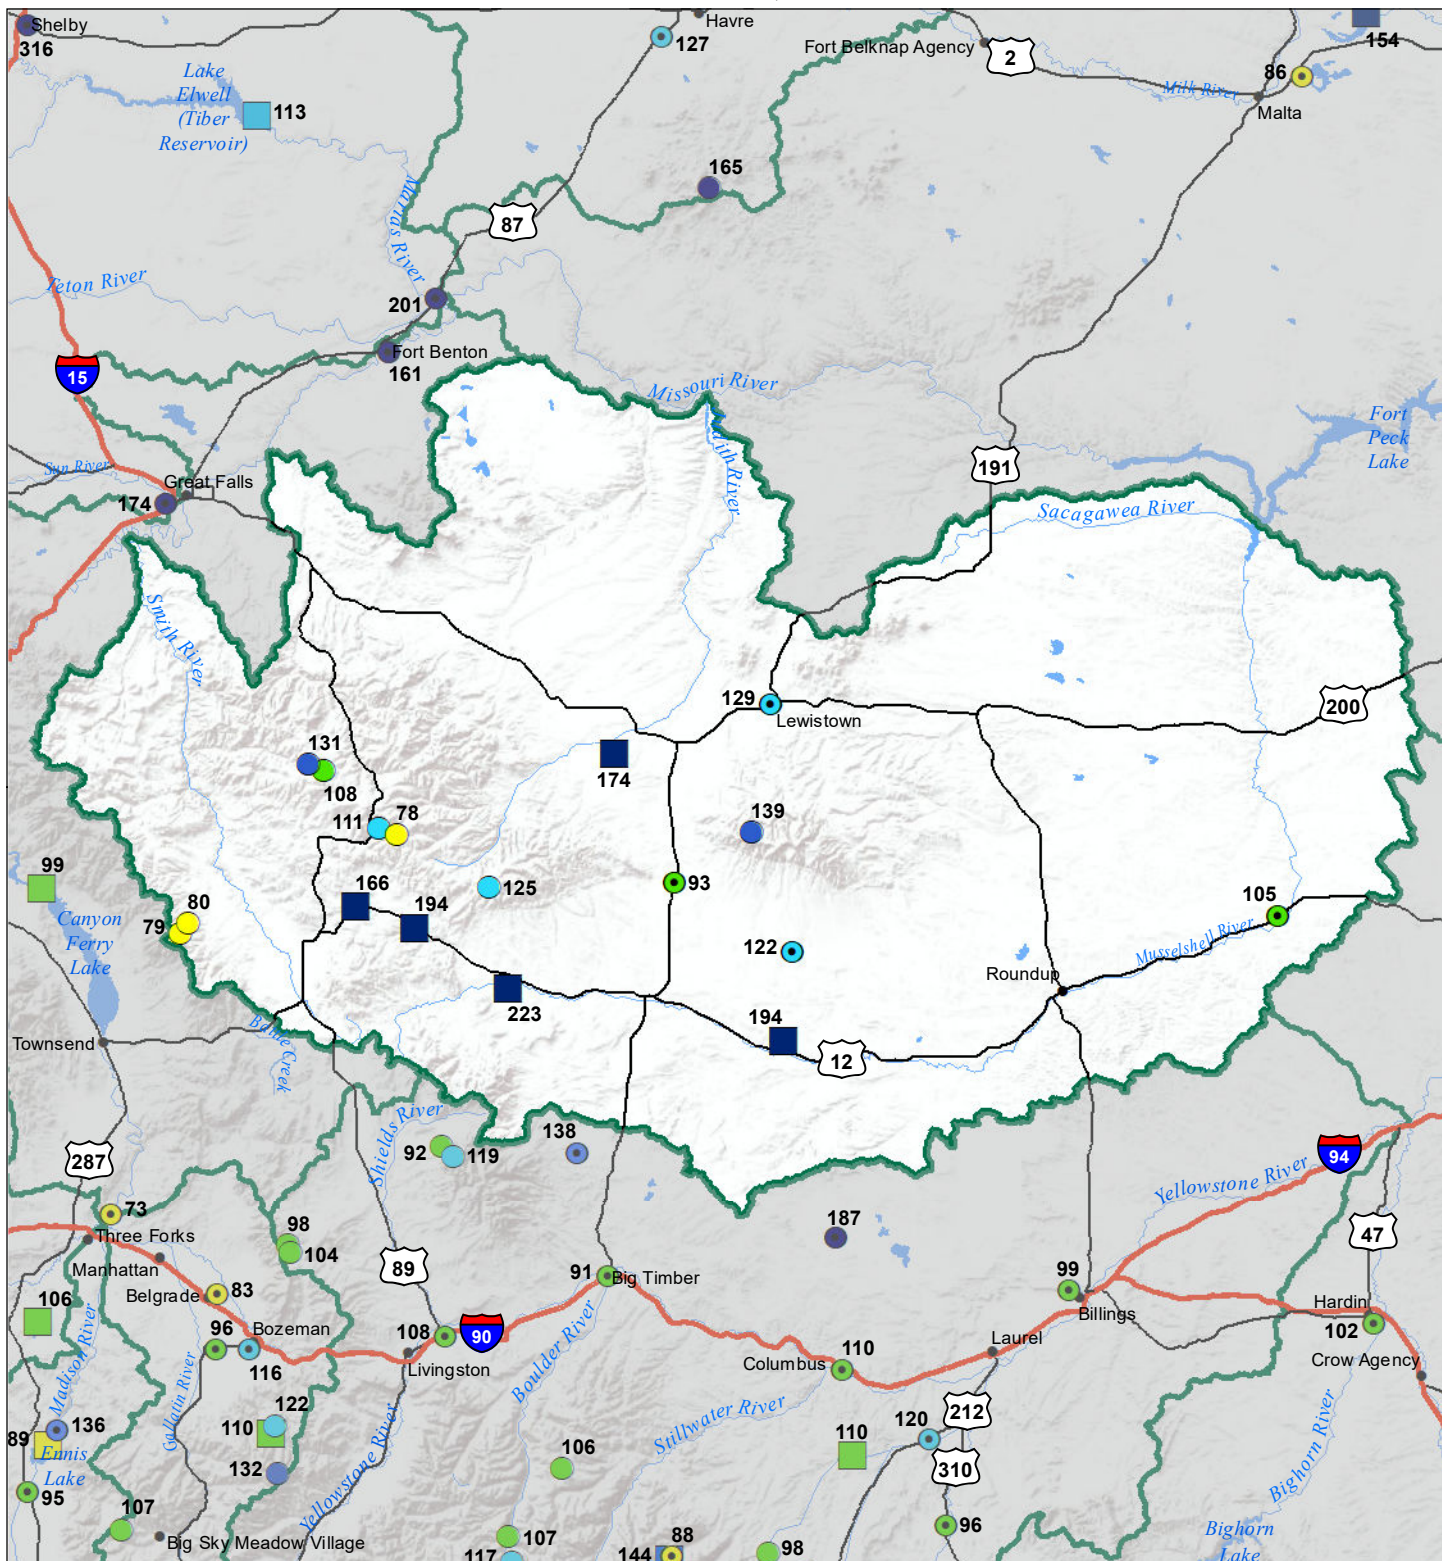 Shelby
316
Havre
127
Fort Belknap Agency
2
154
86
Malta
Milk River
Lake
Elwell
(Tiber
Reservoir)
113
165
Marias River
87
Teton River
201
Fort Benton
161
15
Missouri River
Judith River
Fort
Peck
Lake
Sun River
Great Falls
174
191
Sacagawea River
Smith River
129
Lewistown
200
131
108
174
111
78
139
99
166
125
93
105
80
79
194
Canyon
Ferry
Lake
122
Musselshell River
Roundup
223
194
12
Townsend
Battle Creek
Shields River
287
92
119
138
94
Yellowstone River
73
Three Forks
98
104
187
47
Manhattan
89
91
Big Timber
99
Billings
Hardin
102
Belgrade
83
106
Bozeman
96
116
108
90
Livingston
Columbus
110
Laurel
Crow Agency
Madison River
Gallatin River
Boulder River
Stillwater River
136
89
Ennis
Lake
122
110
132
Yellowstone River
106
110
120
212
310
Bighorn River
95
107
Big Sky Meadow Village
107
117
144
88
98
96
Bighorn
Lake